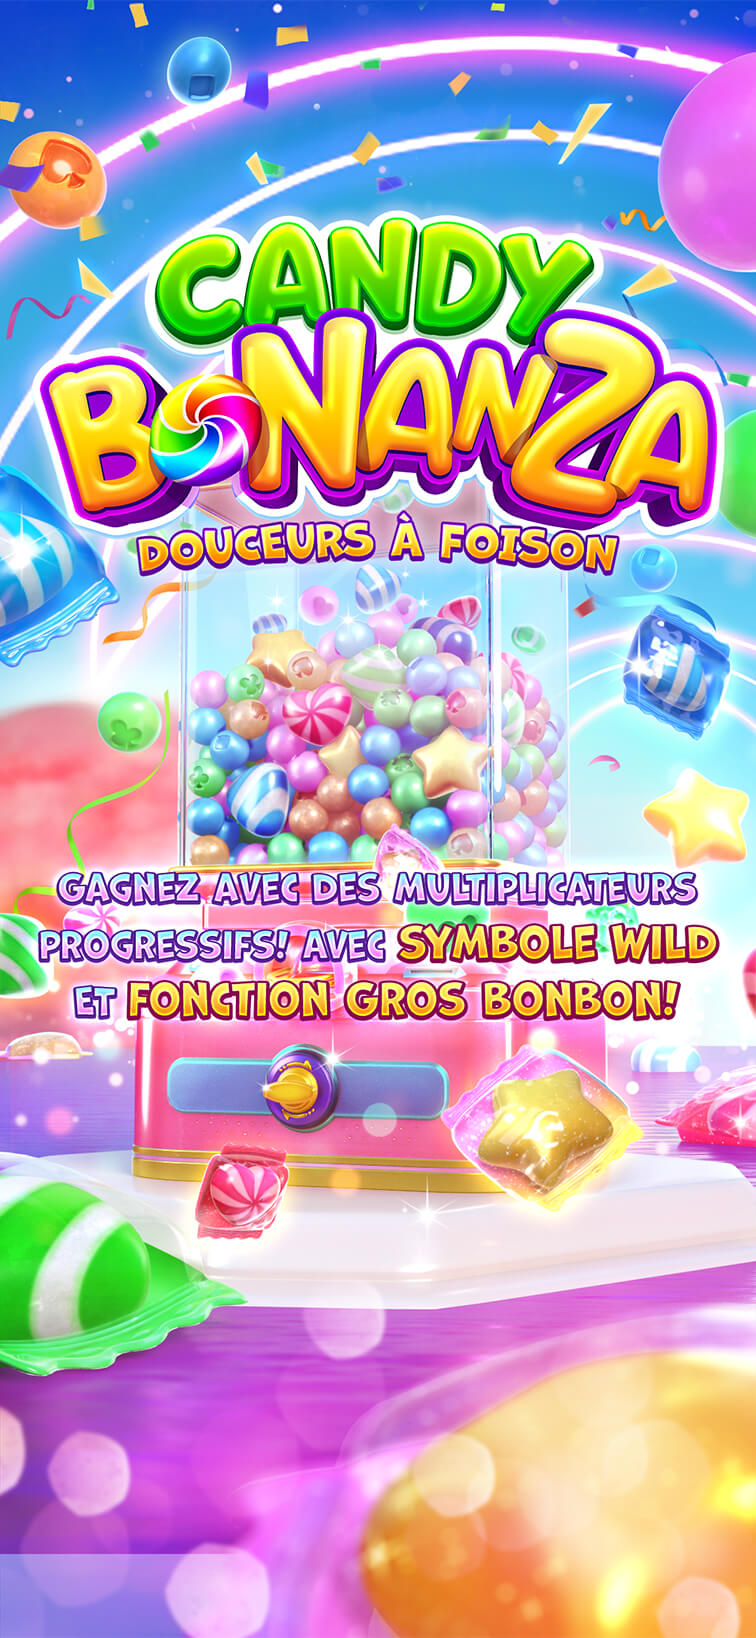 CANDY
BONANZA
DOUCEURS À FOISON
GAGNEZ AVEC DES MULTIPLICATEURS
PROGRESSIFS! AVEC SYMBOLE WILD
ET FONCTION GROS BONBON!